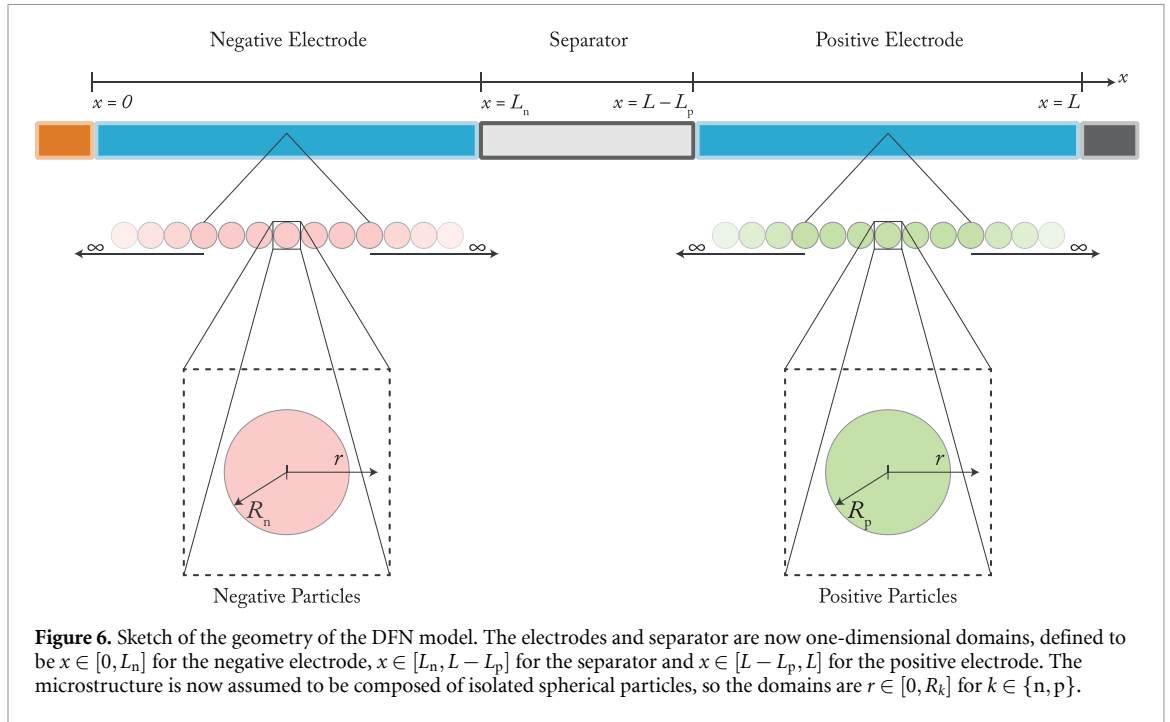 Negative Electrode Separator Positive Electrode
x
x = 0 x = Lₙ x = L – Lₚ x = L
∞ ∞ ∞ ∞
r r
Rₙ Rₚ
Negative Particles Positive Particles
Figure 6. Sketch of the geometry of the DFN model. The electrodes and separator are now one-dimensional domains, defined to
be x ∈ [0, Lₙ] for the negative electrode, x ∈ [Lₙ, L − Lₚ] for the separator and x ∈ [L − Lₚ, L] for the positive electrode. The
microstructure is now assumed to be composed of isolated spherical particles, so the domains are r ∈ [0, Rₖ] for k ∈ {n, p}.